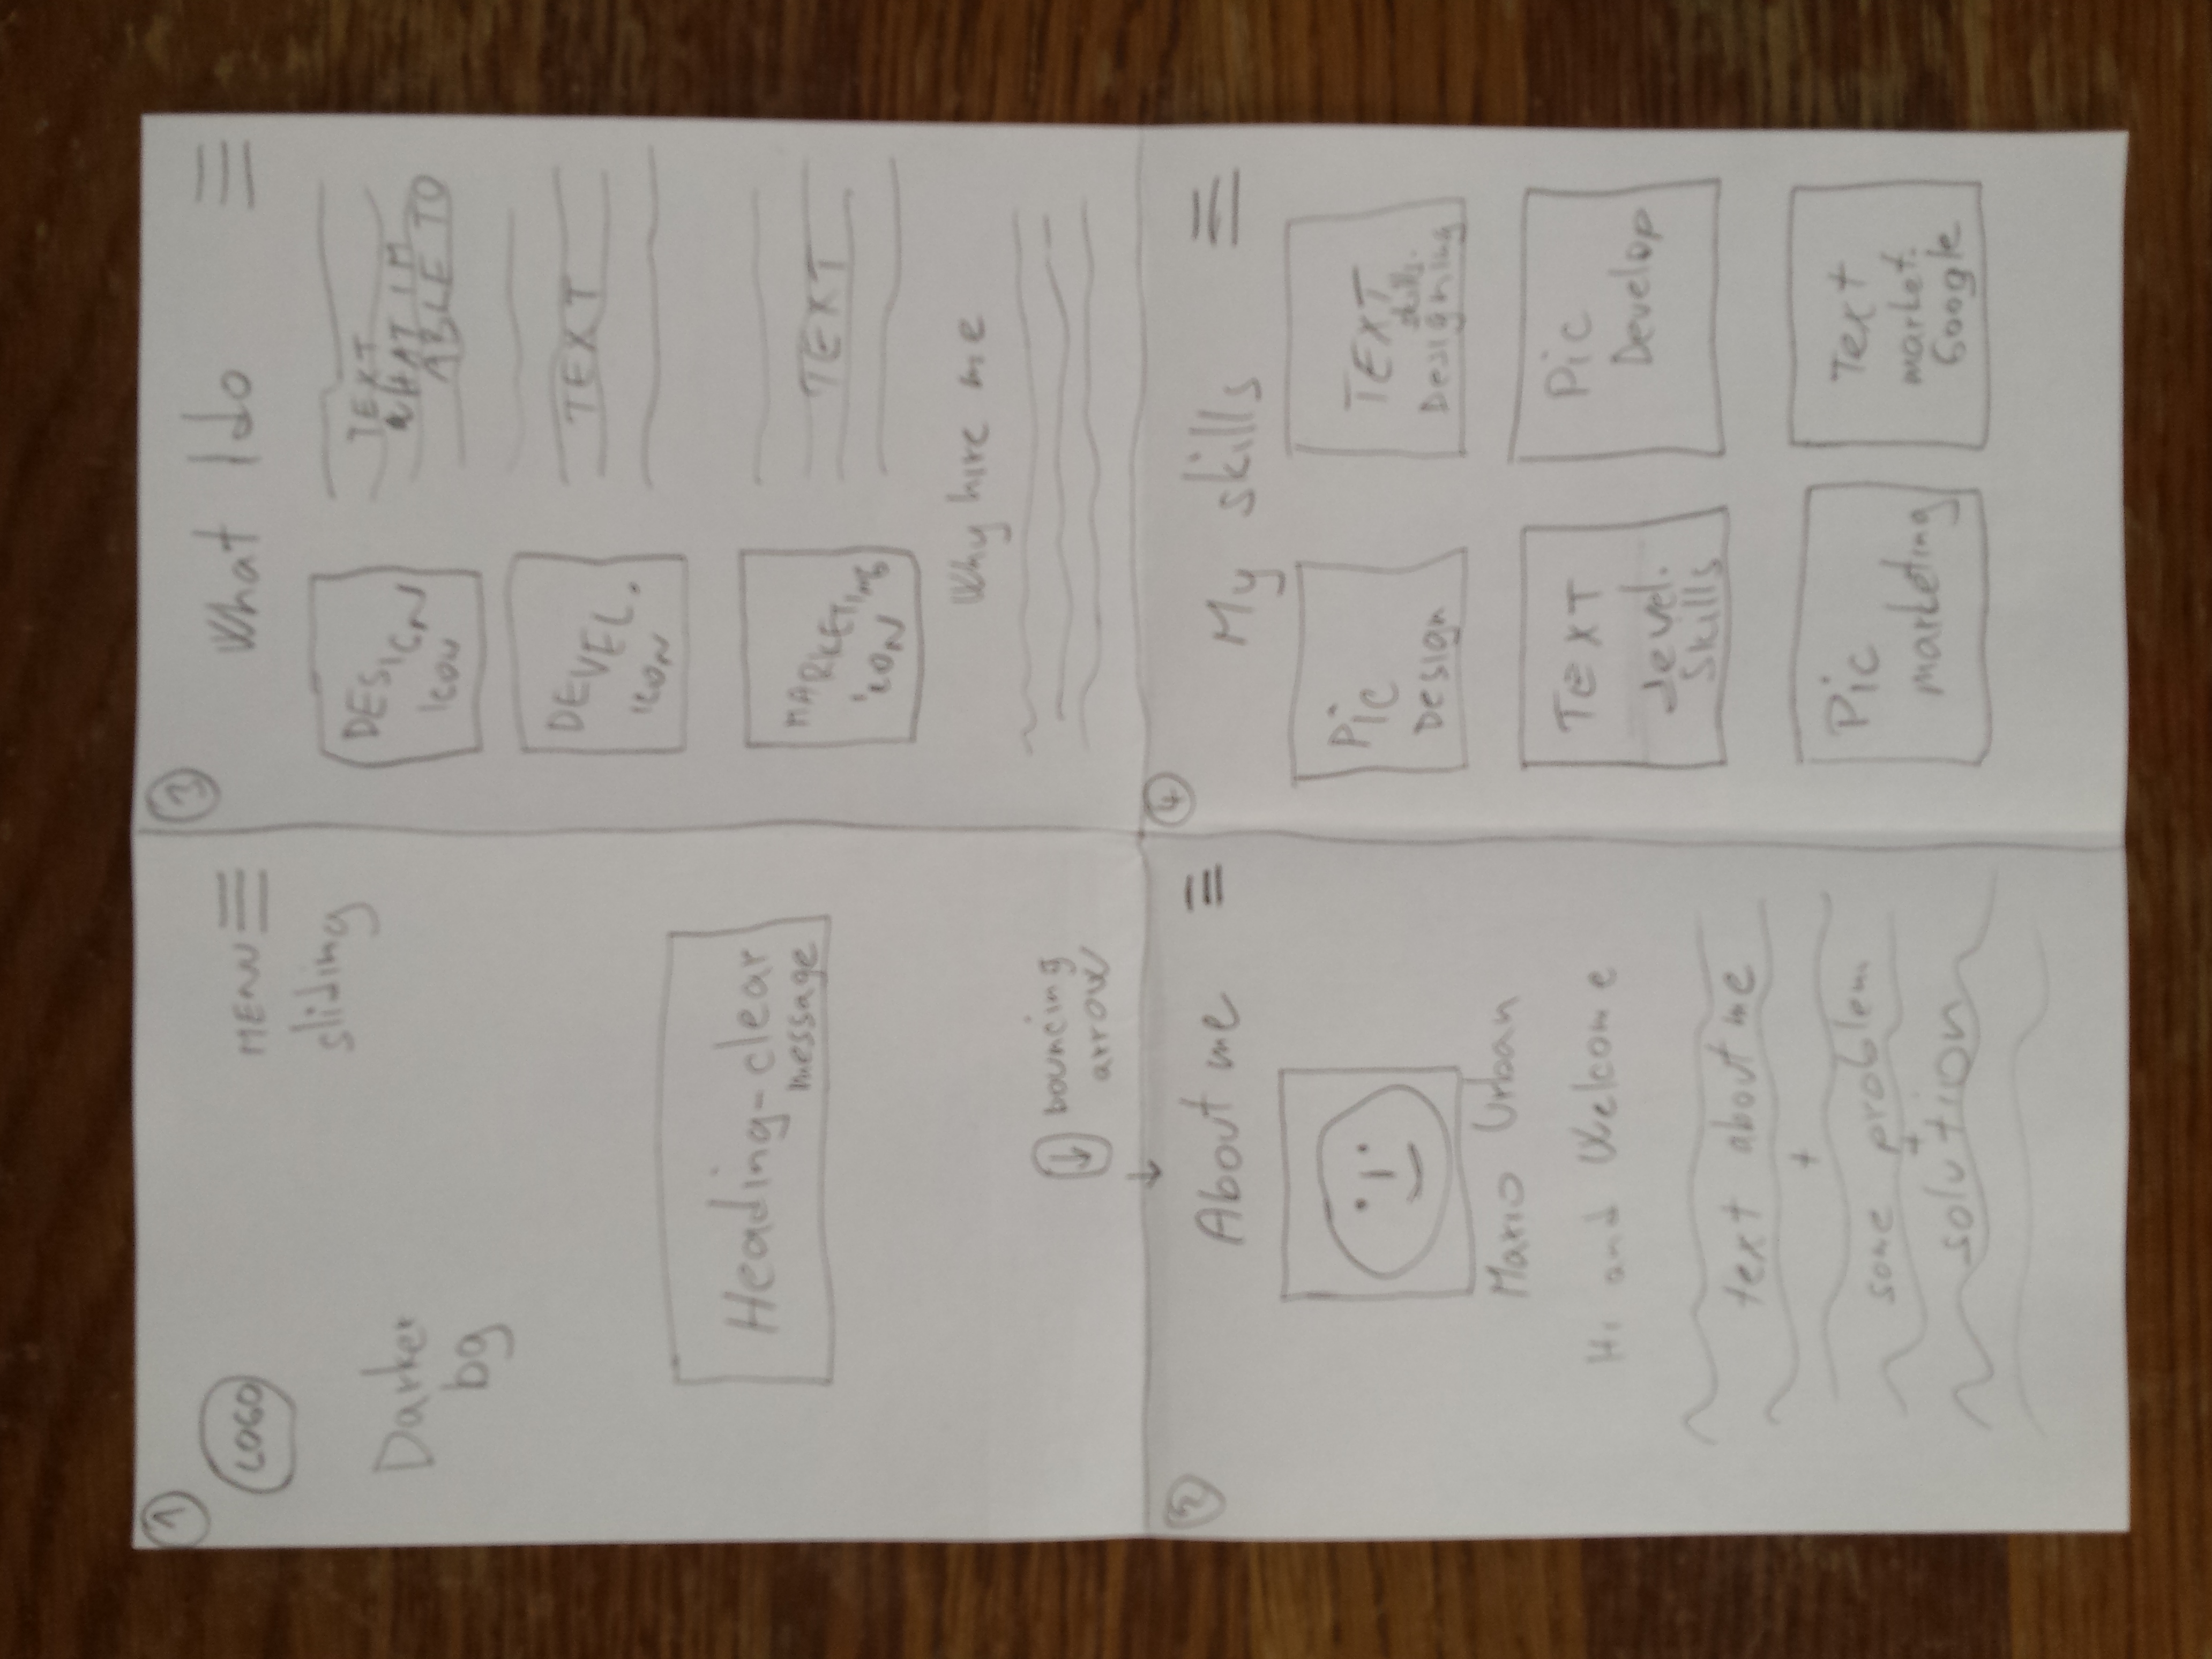 1
LOGO
MENU
sliding
Darker
bg
Heading-clear
message
bouncing
arrow
2
About me
Mario Urban
Hi and Welcome
text about me
+
some problem
+
solution
3
What I do
DESIGN
ICON
TEXT
WHAT IM
ABLE TO
DEVEL.
ICON
TEXT
MARKETING
ICON
TEXT
Why hire me
4
My skills
Pic
Design
TEXT
skills.
Designing
TEXT
devel.
Skills
Pic
Develop
Pic
marketing
Text
market.
Google